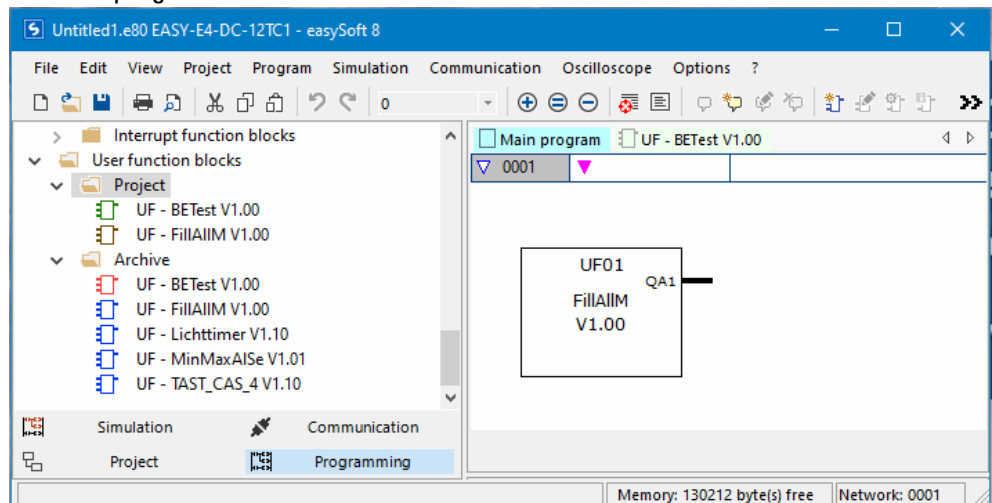 Untitled1.e80 EASY-E4-DC-12TC1 - easySoft 8
File Edit View Project Program Simulation Communication Oscilloscope Options ?
0
Interrupt function blocks
User function blocks
Project
UF - BETest V1.00
UF - FillAllM V1.00
Archive
UF - BETest V1.00
UF - FillAllM V1.00
UF - Lichttimer V1.10
UF - MinMaxAISe V1.01
UF - TAST_CAS_4 V1.10
Simulation Communication
Project Programming
Main program UF - BETest V1.00
0001
UF01
QA1
FillAllM
V1.00
Memory: 130212 byte(s) free Network: 0001